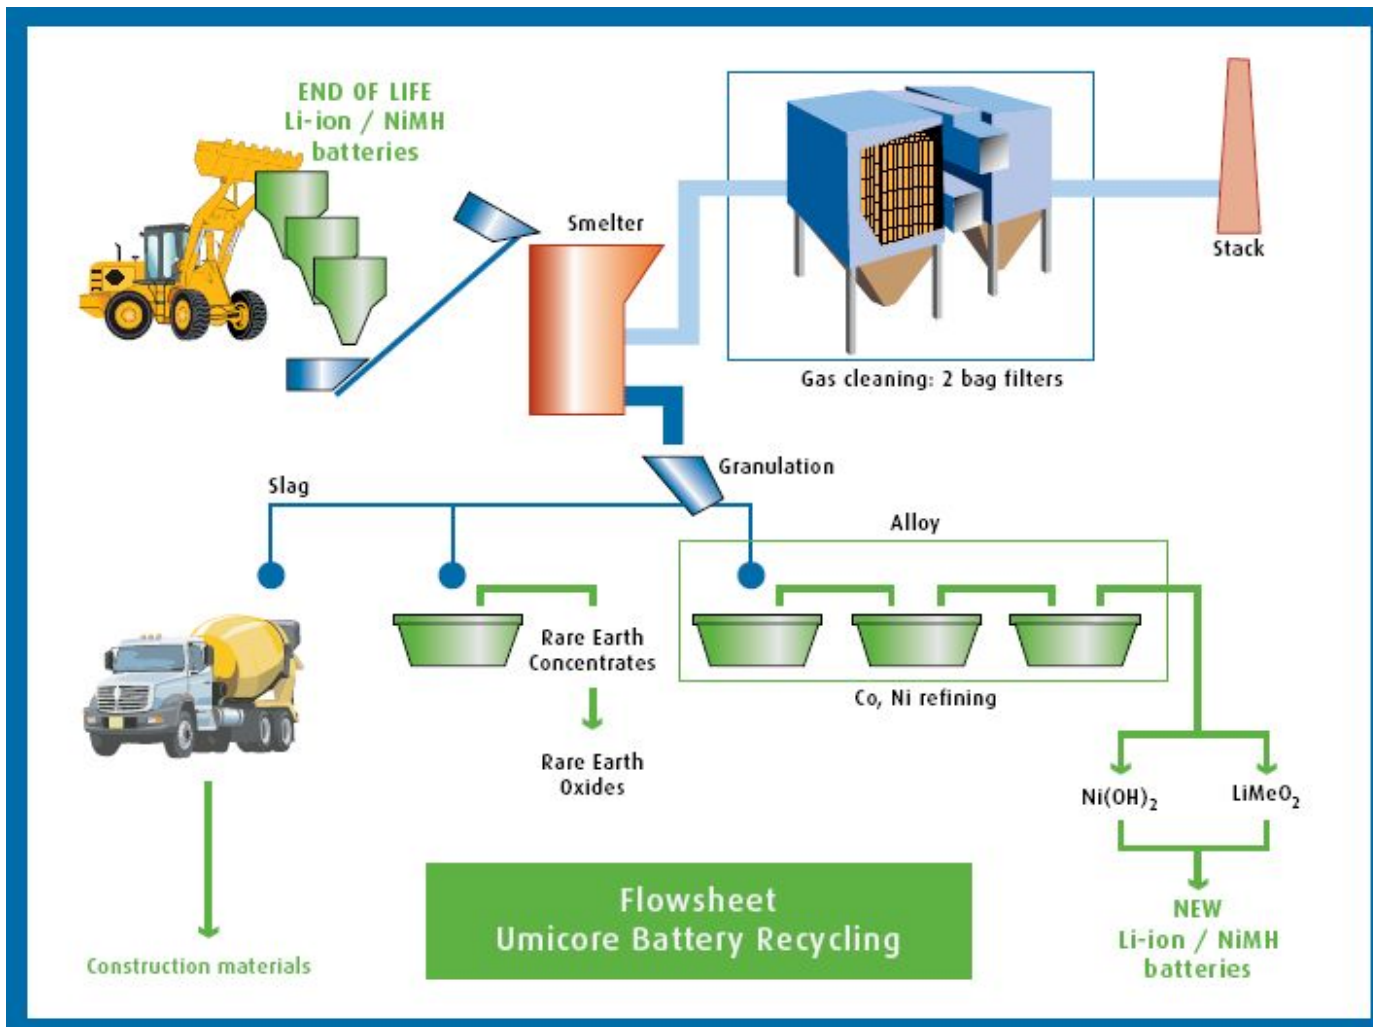 END OF LIFE
Li-ion / NiMH
batteries
Smelter
Stack
Gas cleaning: 2 bag filters
Granulation
Slag
Alloy
Rare Earth
Concentrates
Co, Ni refining
Rare Earth
Oxides
Ni(OH)₂
LiMeO₂
Flowsheet
Umicore Battery Recycling
NEW
Li-ion / NiMH
batteries
Construction materials